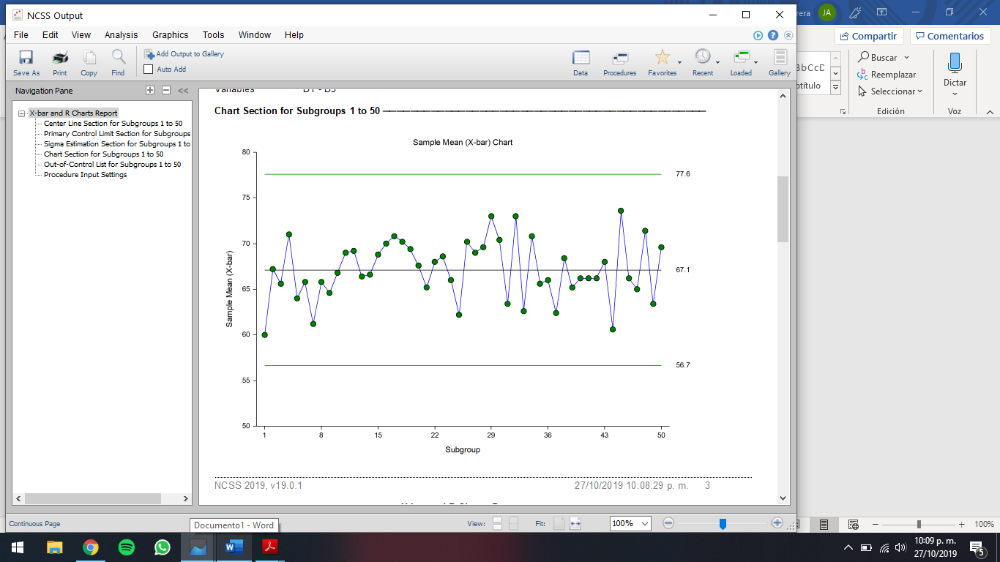 NCSS Output
File Edit View Analysis Graphics Tools Window Help
Save As Print Copy Find
Add Output to Gallery
Auto Add
Data Procedures Favorites Recent Loaded Gallery
Navigation Pane
X-bar and R Charts Report
Center Line Section for Subgroups 1 to 50
Primary Control Limit Section for Subgroups
Sigma Estimation Section for Subgroups 1 to
Chart Section for Subgroups 1 to 50
Out-of-Control List for Subgroups 1 to 50
Procedure Input Settings
Variables D1 - D5
Chart Section for Subgroups 1 to 50
Sample Mean (X-bar) Chart
80
75
70
65
60
55
50
Sample Mean (X-bar)
77.6
67.1
56.7
1 8 15 22 29 36 43 50
Subgroup
NCSS 2019, v19.0.1 27/10/2019 10:08:29 p. m. 3
Continuous Page
View: Fit: 100%
Documento1 - Word
rera JA
Compartir Comentarios
Buscar
Reemplazar
Seleccionar
Edición
Dictar
Voz
BbCcD
btítulo
100%
10:09 p. m.
27/10/2019
5